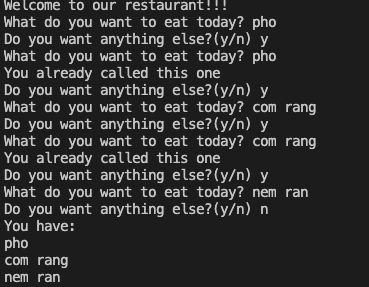 Welcome to our restaurant!!!
What do you want to eat today? pho
Do you want anything else?(y/n) y
What do you want to eat today? pho
You already called this one
Do you want anything else?(y/n) y
What do you want to eat today? com rang
Do you want anything else?(y/n) y
What do you want to eat today? com rang
You already called this one
Do you want anything else?(y/n) y
What do you want to eat today? nem ran
Do you want anything else?(y/n) n
You have:
pho
com rang
nem ran